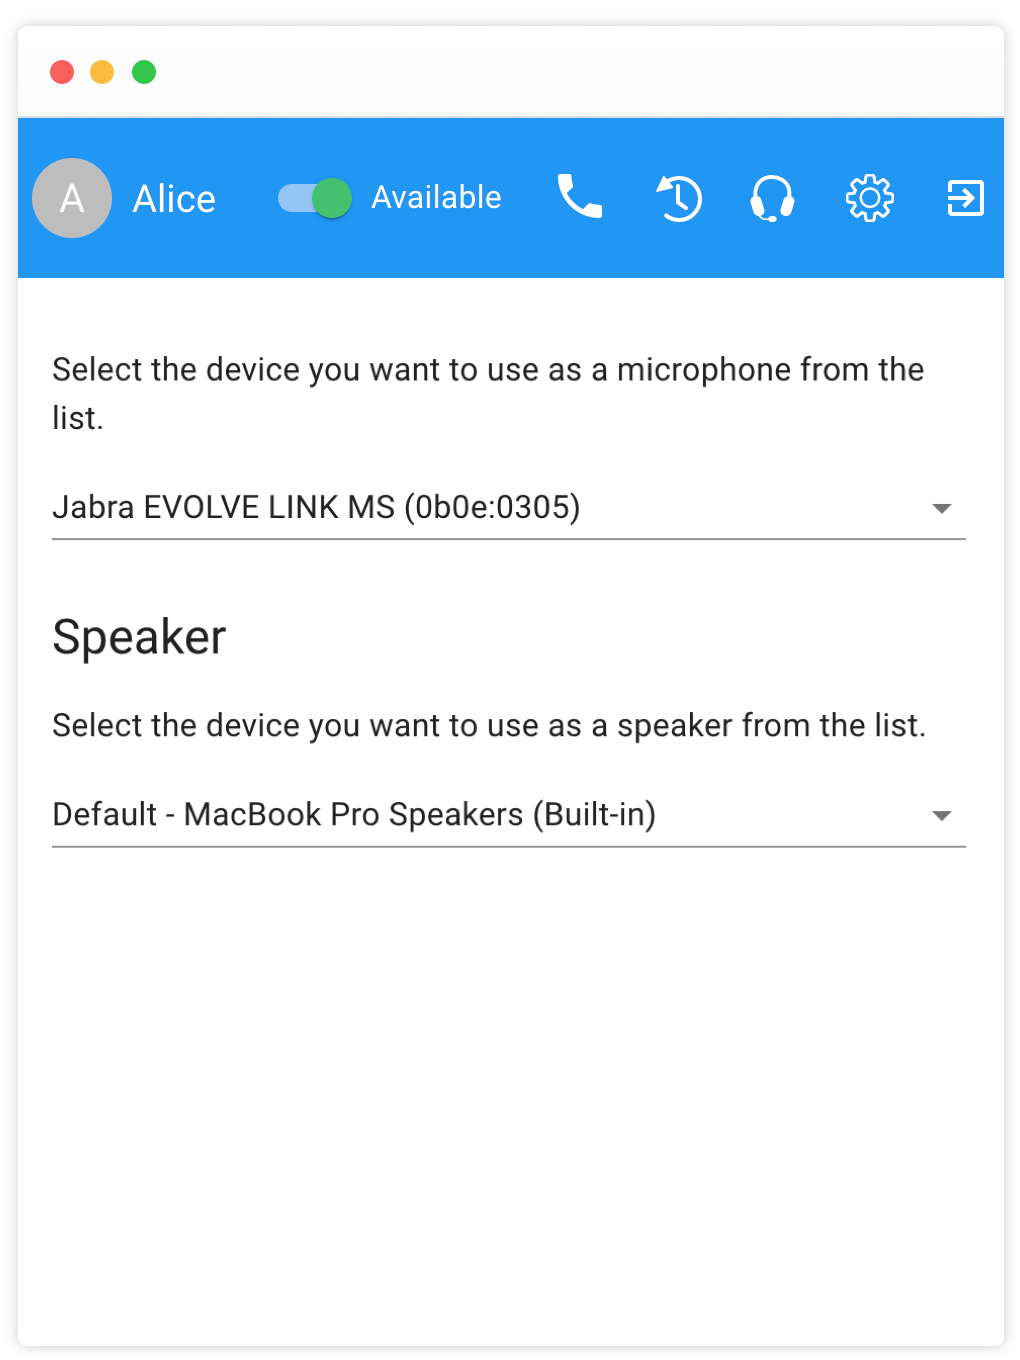 A Alice Available
Select the device you want to use as a microphone from the
list.
Jabra EVOLVE LINK MS (0b0e:0305)
Speaker
Select the device you want to use as a speaker from the list.
Default - MacBook Pro Speakers (Built-in)